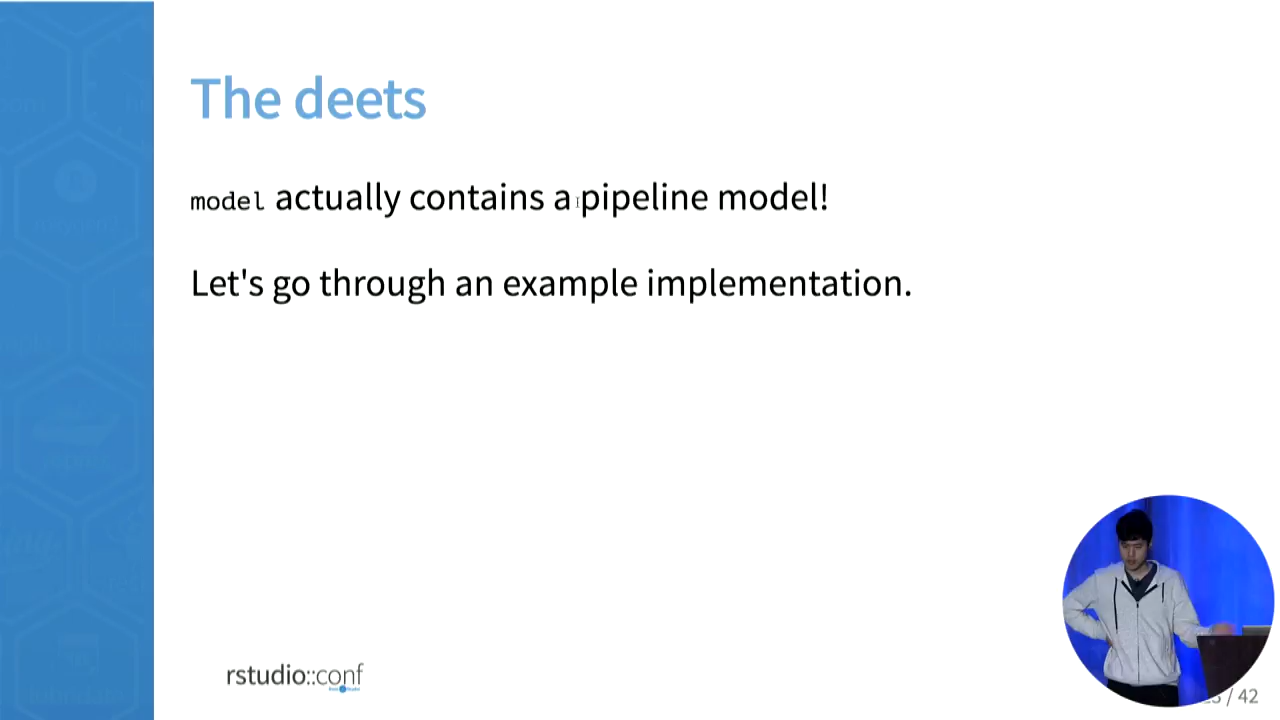 The deets
model actually contains a pipeline model!
Let's go through an example implementation.
rstudio::conf
/ 42